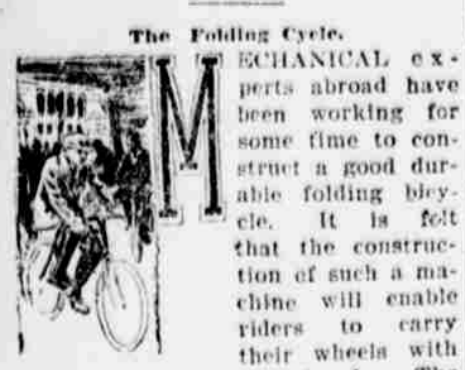 The Folding Cycle.
MECHANICAL ex-
perts abroad have
been working for
some time to con-
struct a good dur-
able folding bicy-
cle. It is felt
that the construc-
tion of such a ma-
chine will enable
riders to carry
their wheels with